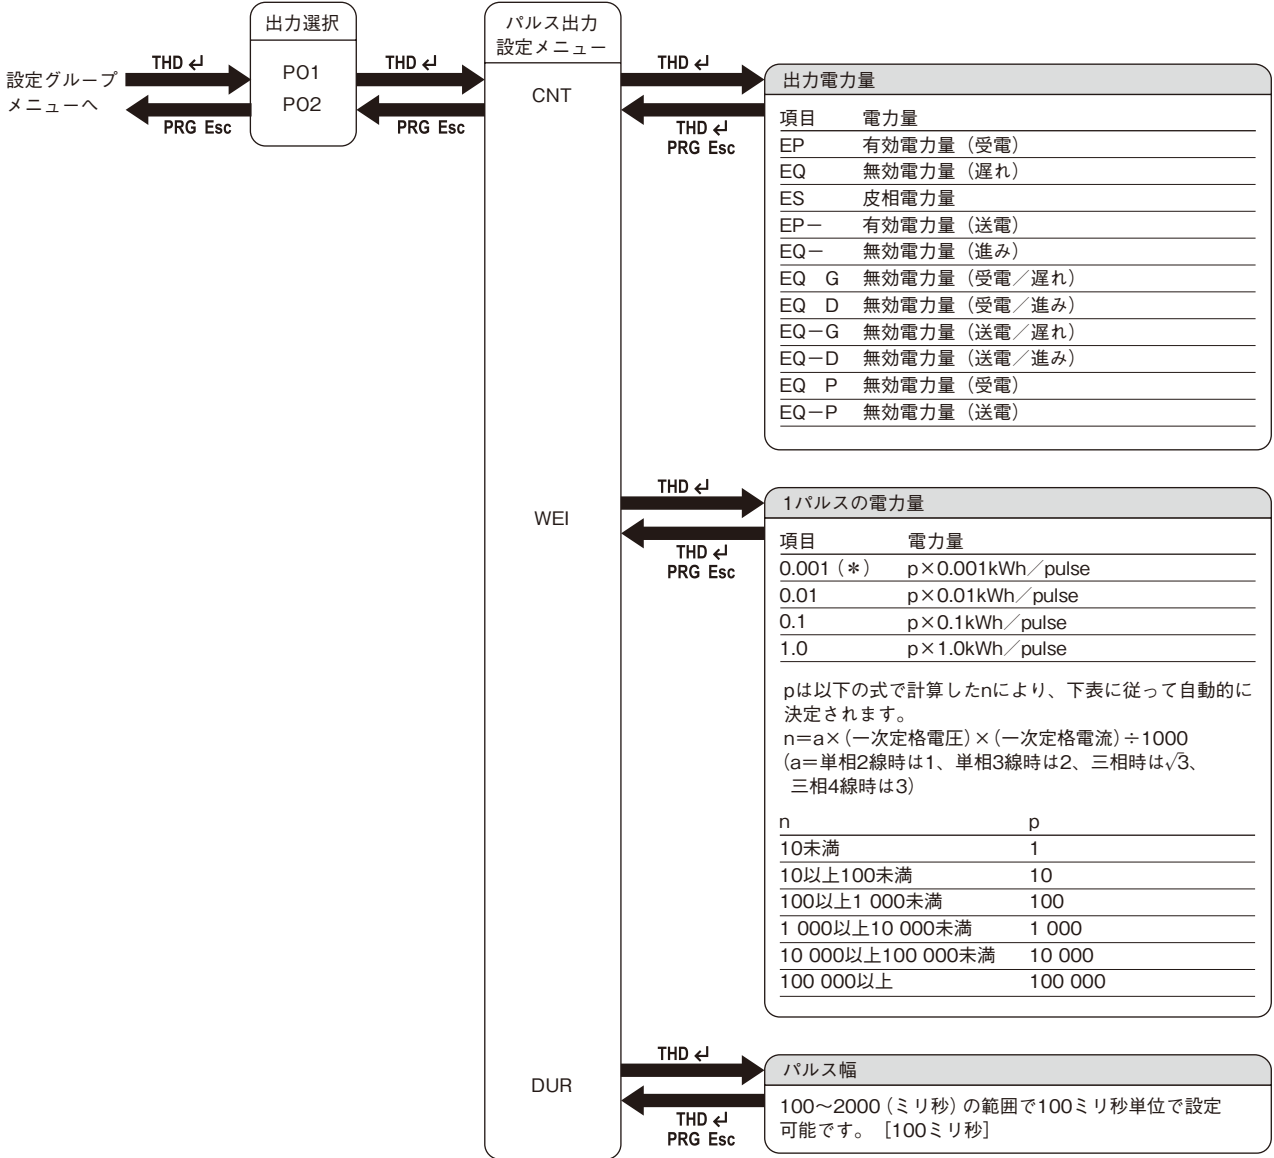 設定グループ
メニューへ
THD ↵
PRG Esc
出力選択
PO1
PO2
THD ↵
PRG Esc
パルス出力
設定メニュー
CNT
THD ↵
THD ↵
PRG Esc
出力電力量
項目 電力量
EP 有効電力量（受電）
EQ 無効電力量（遅れ）
ES 皮相電力量
EP− 有効電力量（送電）
EQ− 無効電力量（進み）
EQ G 無効電力量（受電／遅れ）
EQ D 無効電力量（受電／進み）
EQ−G 無効電力量（送電／遅れ）
EQ−D 無効電力量（送電／進み）
EQ P 無効電力量（受電）
EQ−P 無効電力量（送電）
WEI
THD ↵
THD ↵
PRG Esc
1パルスの電力量
項目 電力量
0.001（＊） p×0.001kWh／pulse
0.01 p×0.01kWh／pulse
0.1 p×0.1kWh／pulse
1.0 p×1.0kWh／pulse
pは以下の式で計算したnにより、下表に従って自動的に
決定されます。
n＝a×（一次定格電圧）×（一次定格電流）÷1000
（a＝単相2線時は1、単相3線時は2、三相時は√3、
三相4線時は3）
n p
10未満 1
10以上100未満 10
100以上1 000未満 100
1 000以上10 000未満 1 000
10 000以上100 000未満 10 000
100 000以上 100 000
DUR
THD ↵
THD ↵
PRG Esc
パルス幅
100〜2000（ミリ秒）の範囲で100ミリ秒単位で設定
可能です。［100ミリ秒］